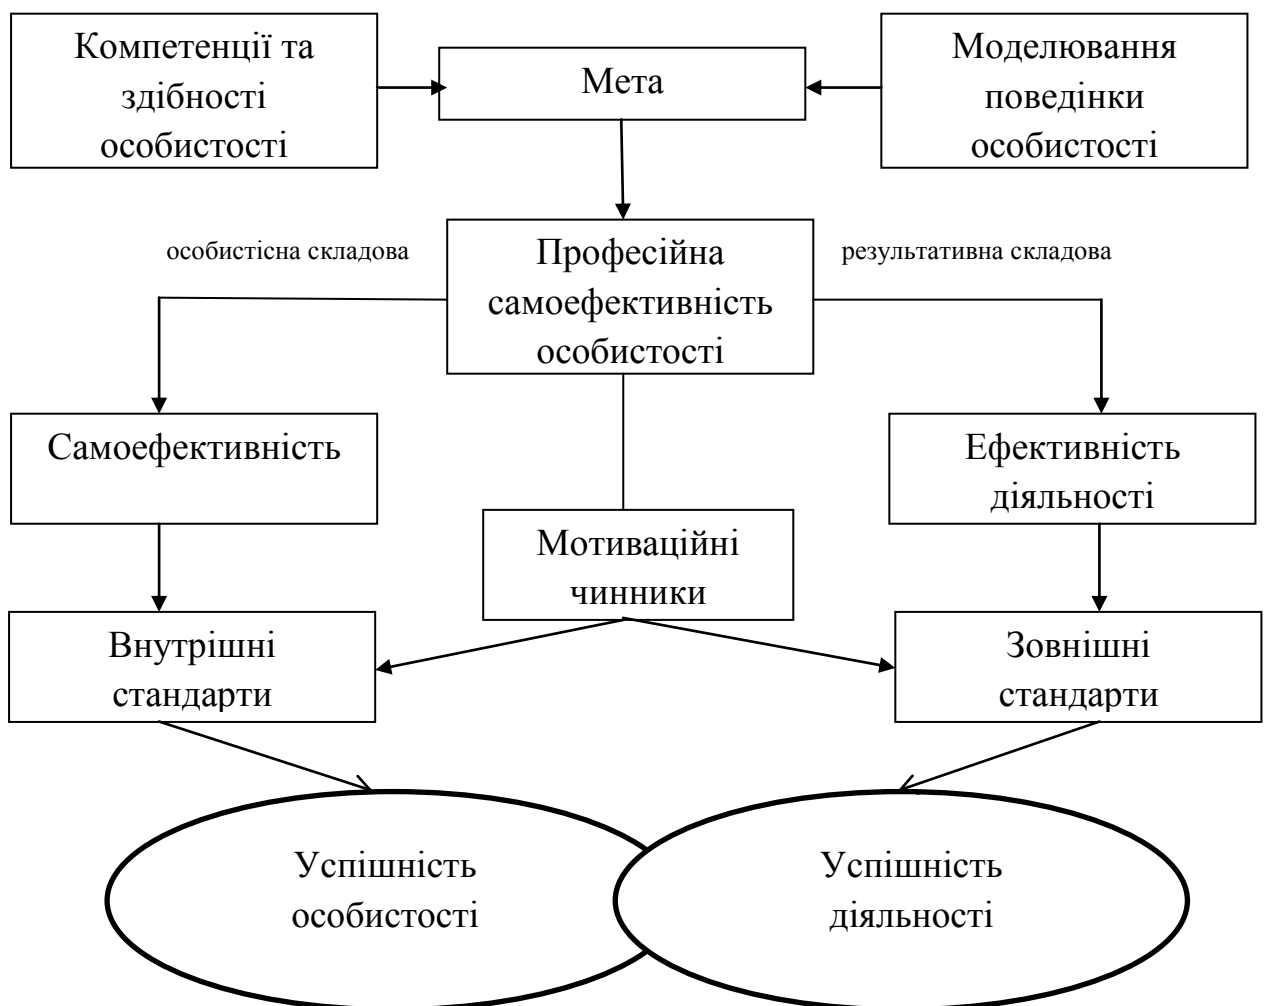 Компетенції та
здібності
особистості
Мета
Моделювання
поведінки
особистості
особистісна складова
Професійна
самоефективність
особистості
результативна складова
Самоефективність
Ефективність
діяльності
Мотиваційні
чинники
Внутрішні
стандарти
Зовнішні
стандарти
Успішність
особистості
Успішність
діяльності